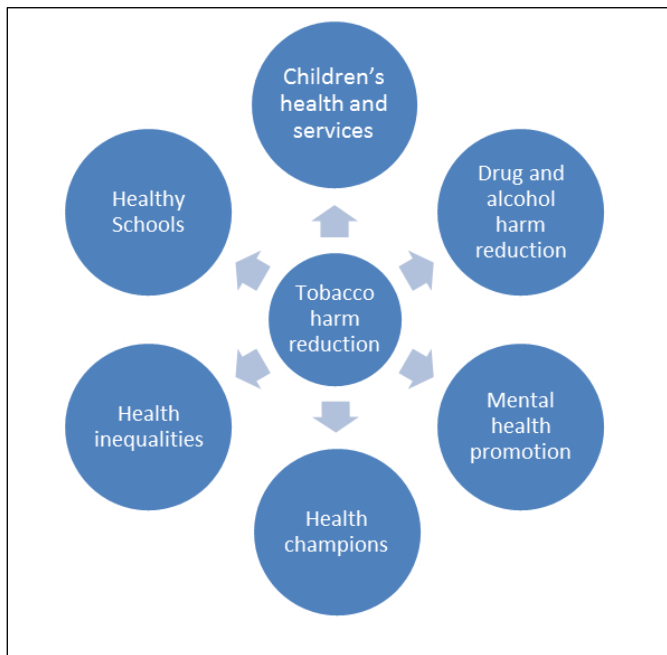 Children’s
health and
services
Drug and
alcohol
harm
reduction
Mental
health
promotion
Health
champions
Health
inequalities
Healthy
Schools
Tobacco
harm
reduction